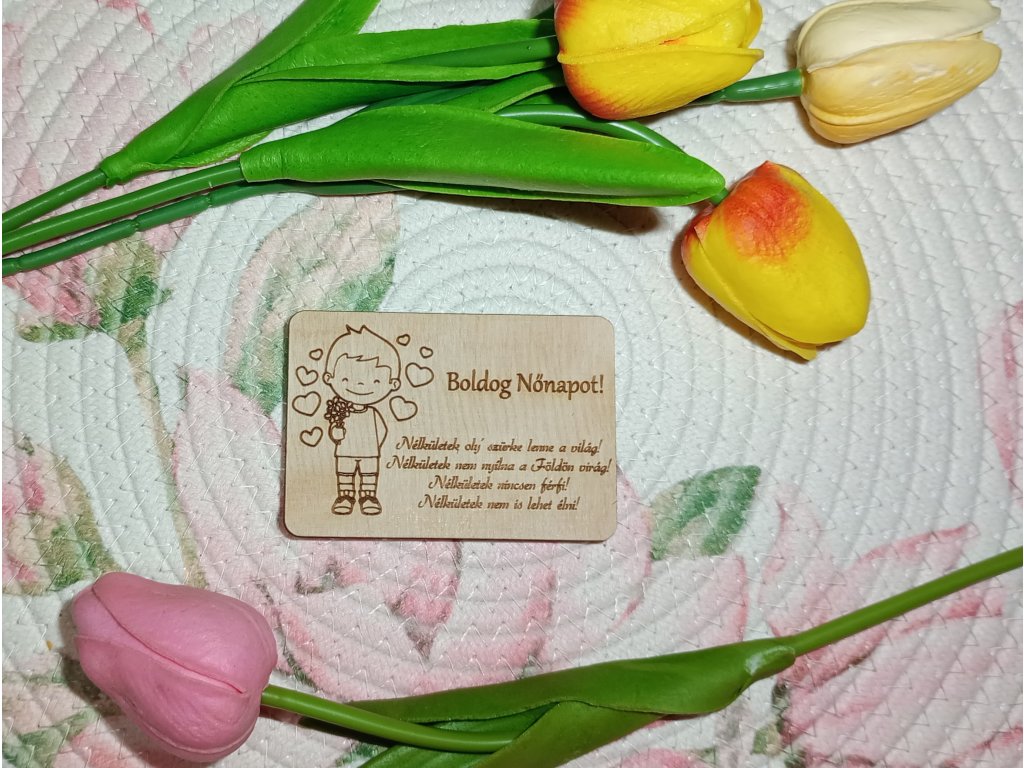 Boldog Nőnapot!
Nélkületek oly' szürke lenne a világ!
Nélkületek nem nyílna a Földön virág!
Nélkületek nincsen férfi!
Nélkületek nem is lehet élni!